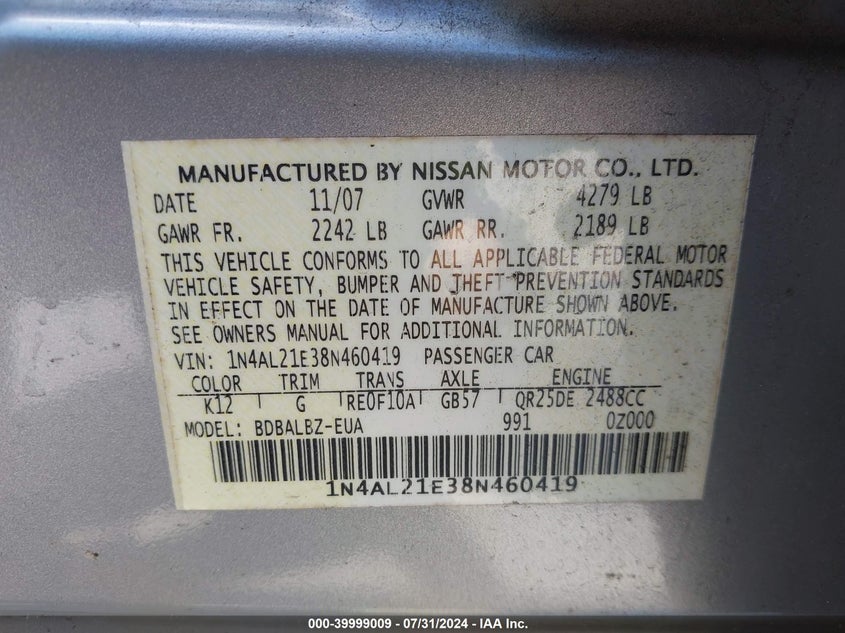 MANUFACTURED BY NISSAN MOTOR CO., LTD.
DATE 11/07 GVWR 4279 LB
GAWR FR. 2242 LB GAWR RR. 2189 LB
THIS VEHICLE CONFORMS TO ALL APPLICABLE FEDERAL MOTOR
VEHICLE SAFETY, BUMPER AND THEFT-PREVENTION STANDARDS
IN EFFECT ON THE DATE OF MANUFACTURE SHOWN ABOVE.
SEE OWNERS MANUAL FOR ADDITIONAL INFORMATION.
VIN: 1N4AL21E38N460419 PASSENGER CAR
COLOR TRIM TRANS AXLE ENGINE
K12 G RE0F10A GB57 QR25DE 2488CC
MODEL: BDBALBZ-EUA 991 0Z000
1N4AL21E38N460419
000-39999009 - 07/31/2024 - IAA Inc.